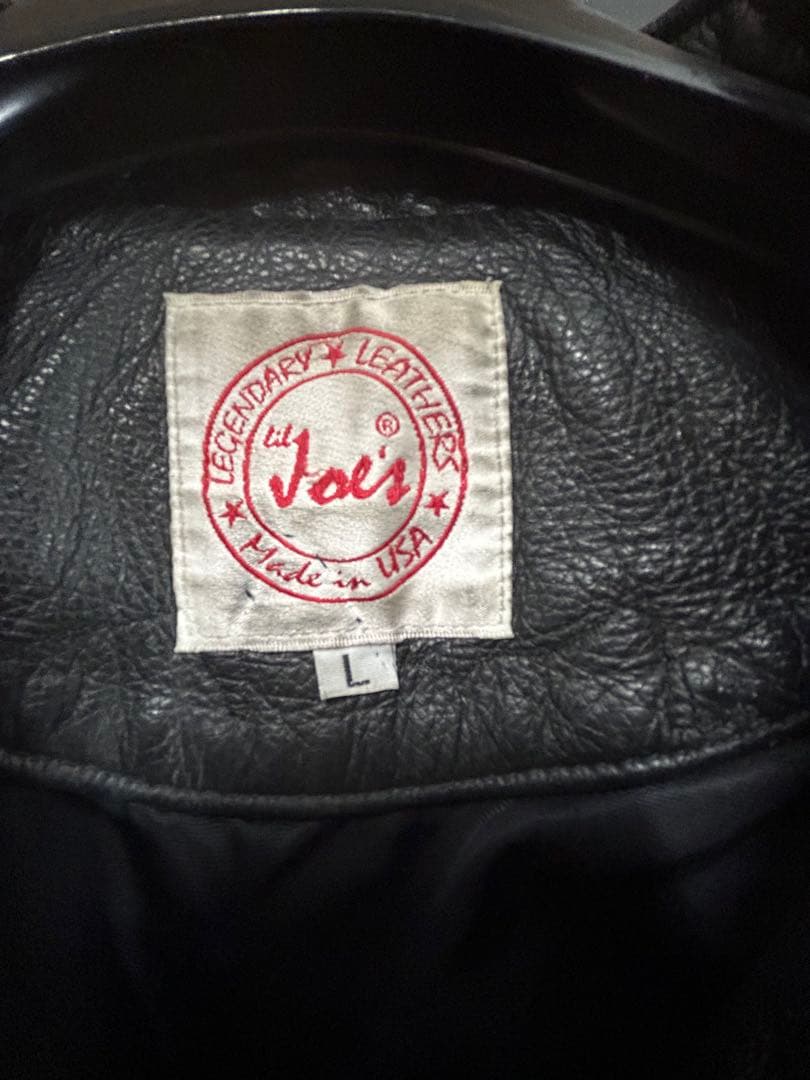 LEGENDARY ★ LEATHERS
lil
Joe's ®
★ Made in USA ★
L